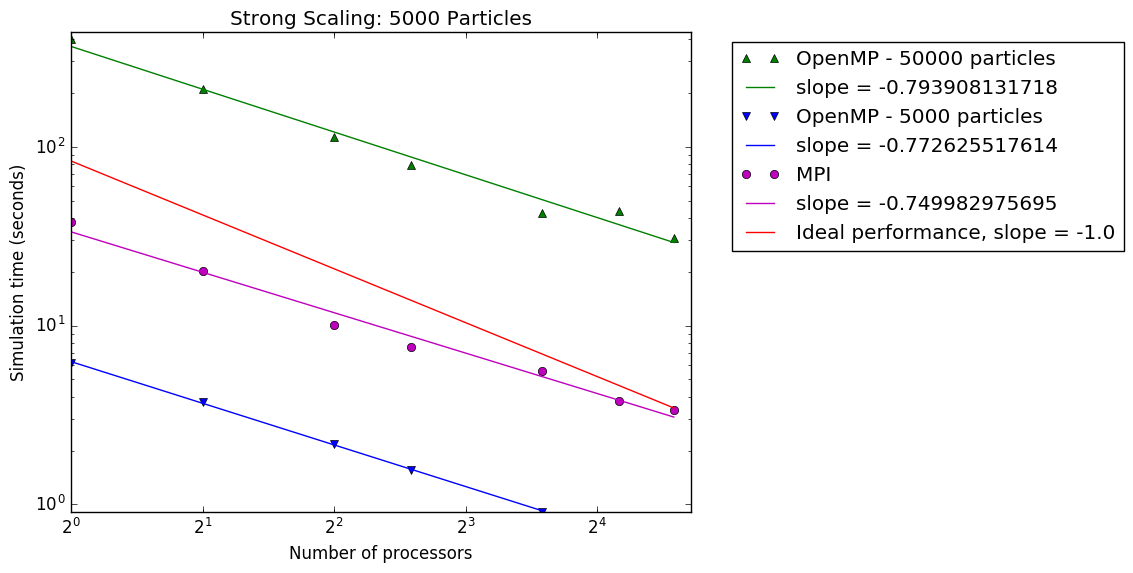 Strong Scaling: 5000 Particles
Simulation time (seconds)
10²
10¹
10⁰
2⁰ 2¹ 2² 2³ 2⁴
Number of processors
OpenMP - 50000 particles
slope = -0.793908131718
OpenMP - 5000 particles
slope = -0.772625517614
MPI
slope = -0.749982975695
Ideal performance, slope = -1.0